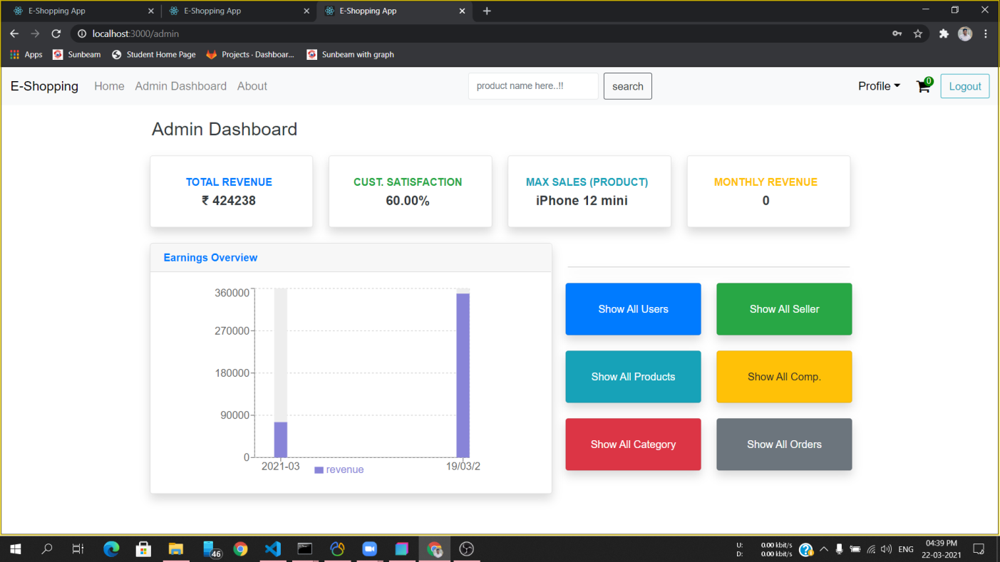 E-Shopping App
E-Shopping App
E-Shopping App
localhost:3000/admin
Apps
Sunbeam
Student Home Page
Projects · Dashboar...
Sunbeam with graph
E-Shopping
Home
Admin Dashboard
About
product name here..!!
search
Profile
0
Logout
Admin Dashboard
TOTAL REVENUE
₹ 424238
CUST. SATISFACTION
60.00%
MAX SALES (PRODUCT)
iPhone 12 mini
MONTHLY REVENUE
0
Earnings Overview
360000
270000
180000
90000
0
2021-03
19/03/2
revenue
Show All Users
Show All Seller
Show All Products
Show All Comp.
Show All Category
Show All Orders
46
U: 0.00 kbit/s
D: 0.00 kbit/s
ENG
04:39 PM
22-03-2021